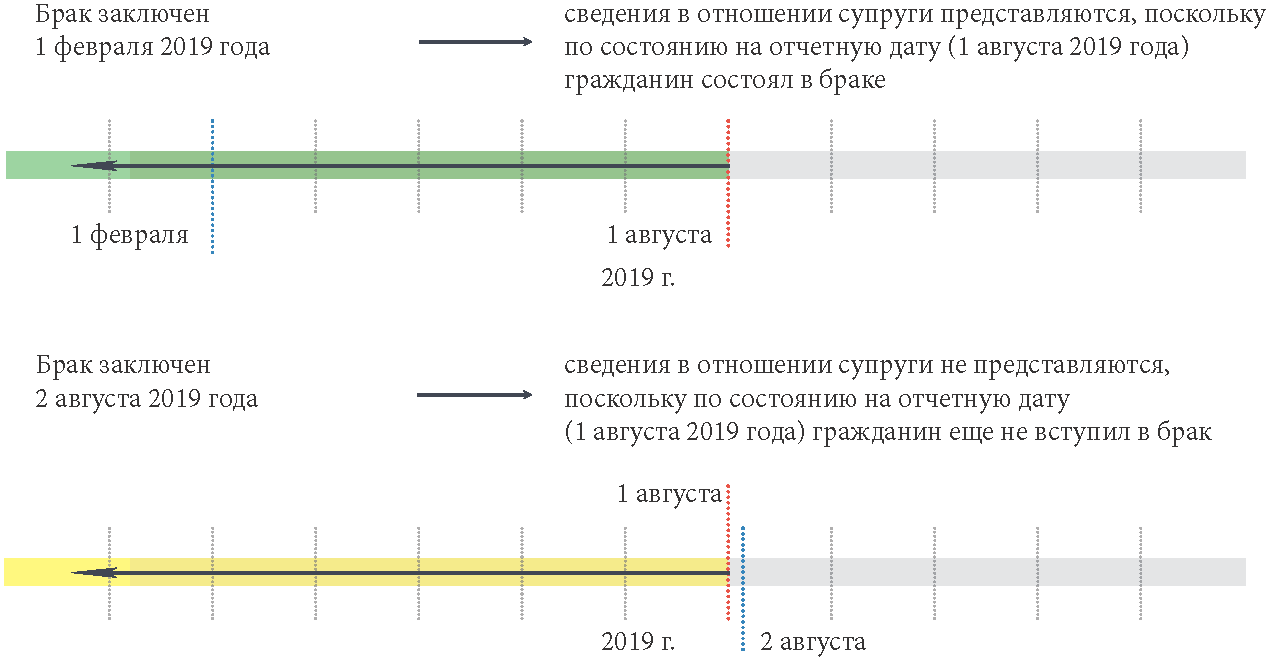 Брак заключен
1 февраля 2019 года
сведения в отношении супруги представляются, поскольку
по состоянию на отчетную дату (1 августа 2019 года)
гражданин состоял в браке
1 февраля
1 августа
2019 г.
Брак заключен
2 августа 2019 года
сведения в отношении супруги не представляются,
поскольку по состоянию на отчетную дату
(1 августа 2019 года) гражданин еще не вступил в брак
1 августа
2019 г.
2 августа